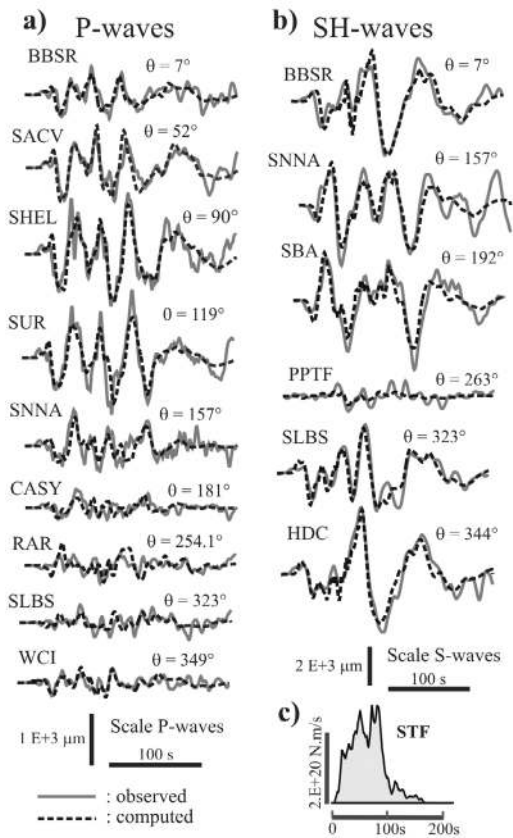 a) P-waves
BBSR θ = 7°
SACV θ = 52°
SHEL θ = 90°
SUR θ = 119°
SNNA θ = 157°
CASY θ = 181°
RAR θ = 254.1°
SLBS θ = 323°
WCI θ = 349°
1 E+3 µm Scale P-waves
100 s
: observed
: computed
b) SH-waves
BBSR θ = 7°
SNNA θ = 157°
SBA θ = 192°
PPTF θ = 263°
SLBS θ = 323°
HDC θ = 344°
2 E+3 µm Scale S-waves
100 s
c) STF
2.E+20 N.m/s
0 100s 200s